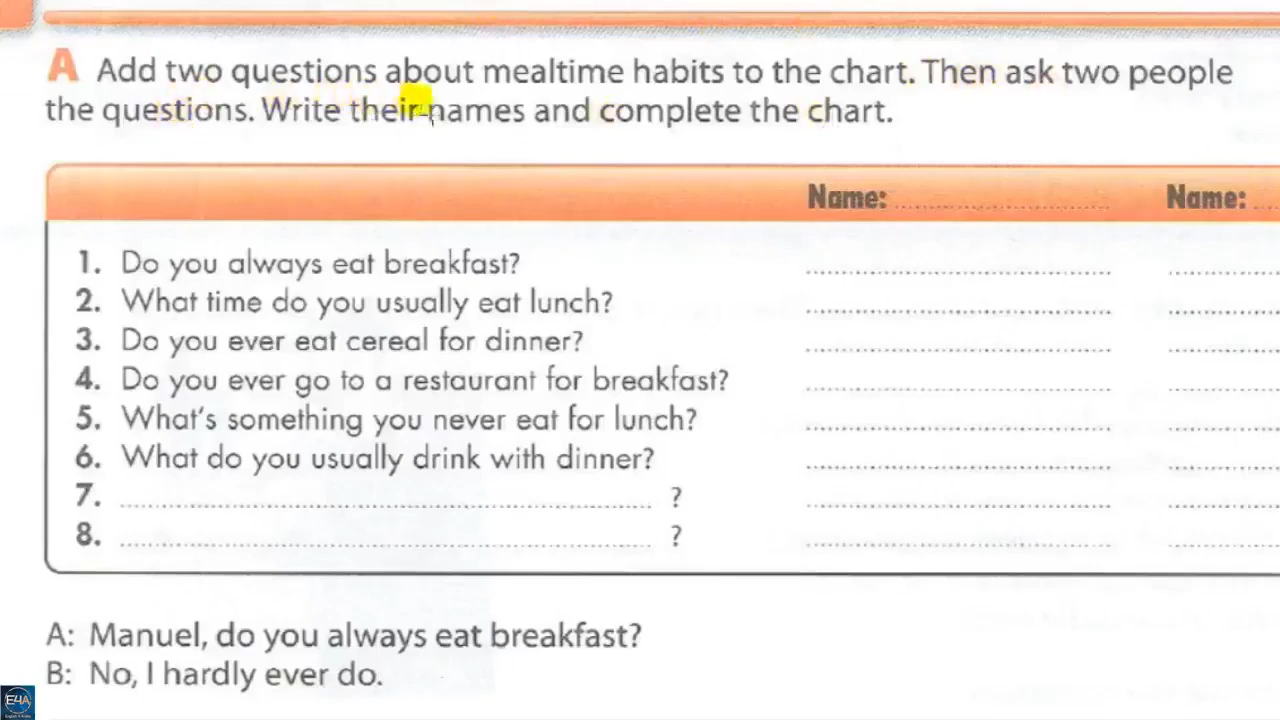 A Add two questions about mealtime habits to the chart. Then ask two people
the questions. Write their names and complete the chart.
Name: Name:
1. Do you always eat breakfast?
2. What time do you usually eat lunch?
3. Do you ever eat cereal for dinner?
4. Do you ever go to a restaurant for breakfast?
5. What's something you never eat for lunch?
6. What do you usually drink with dinner?
7. ?
8. ?
A: Manuel, do you always eat breakfast?
B: No, I hardly ever do.
E4A